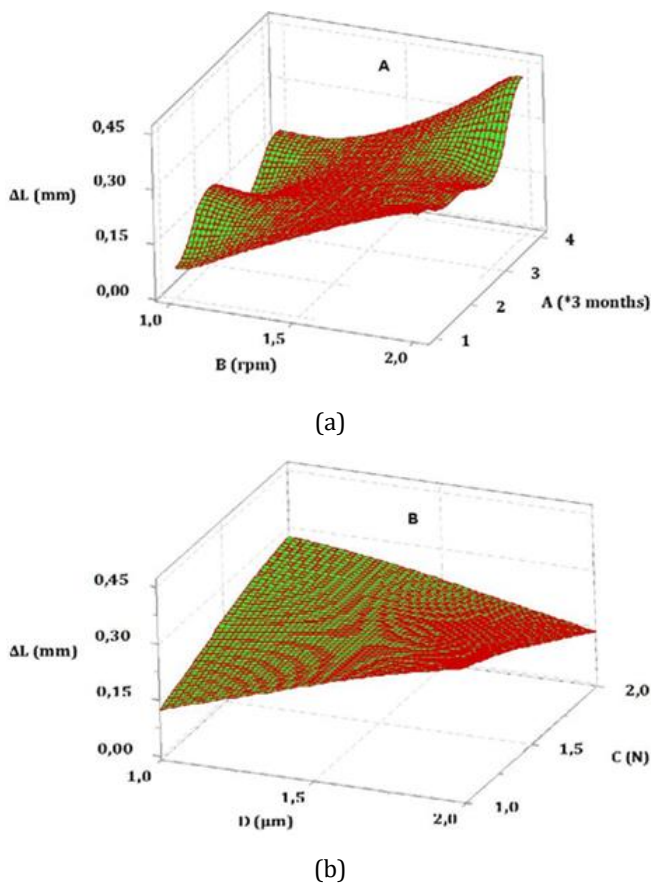 A
0,45
0,30
ΔL (mm)
0,15
0,00
1,0
1,5
2,0
B (rpm)
1
2
3
4
A (*3 months)
(a)
B
0,45
0,30
ΔL (mm)
0,15
0,00
1,0
1,5
2,0
D (μm)
1,0
1,5
2,0
C (N)
(b)